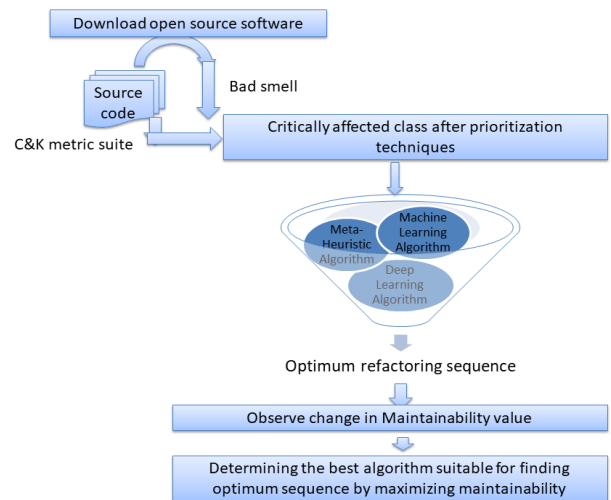 Download open source software
Bad smell
Source
code
C&K metric suite
Critically affected class after prioritization
techniques
Meta-
Heuristic
Algorithm
Machine
Learning
Algorithm
Deep
Learning
Algorithm
Optimum refactoring sequence
Observe change in Maintainability value
Determining the best algorithm suitable for finding
optimum sequence by maximizing maintainability